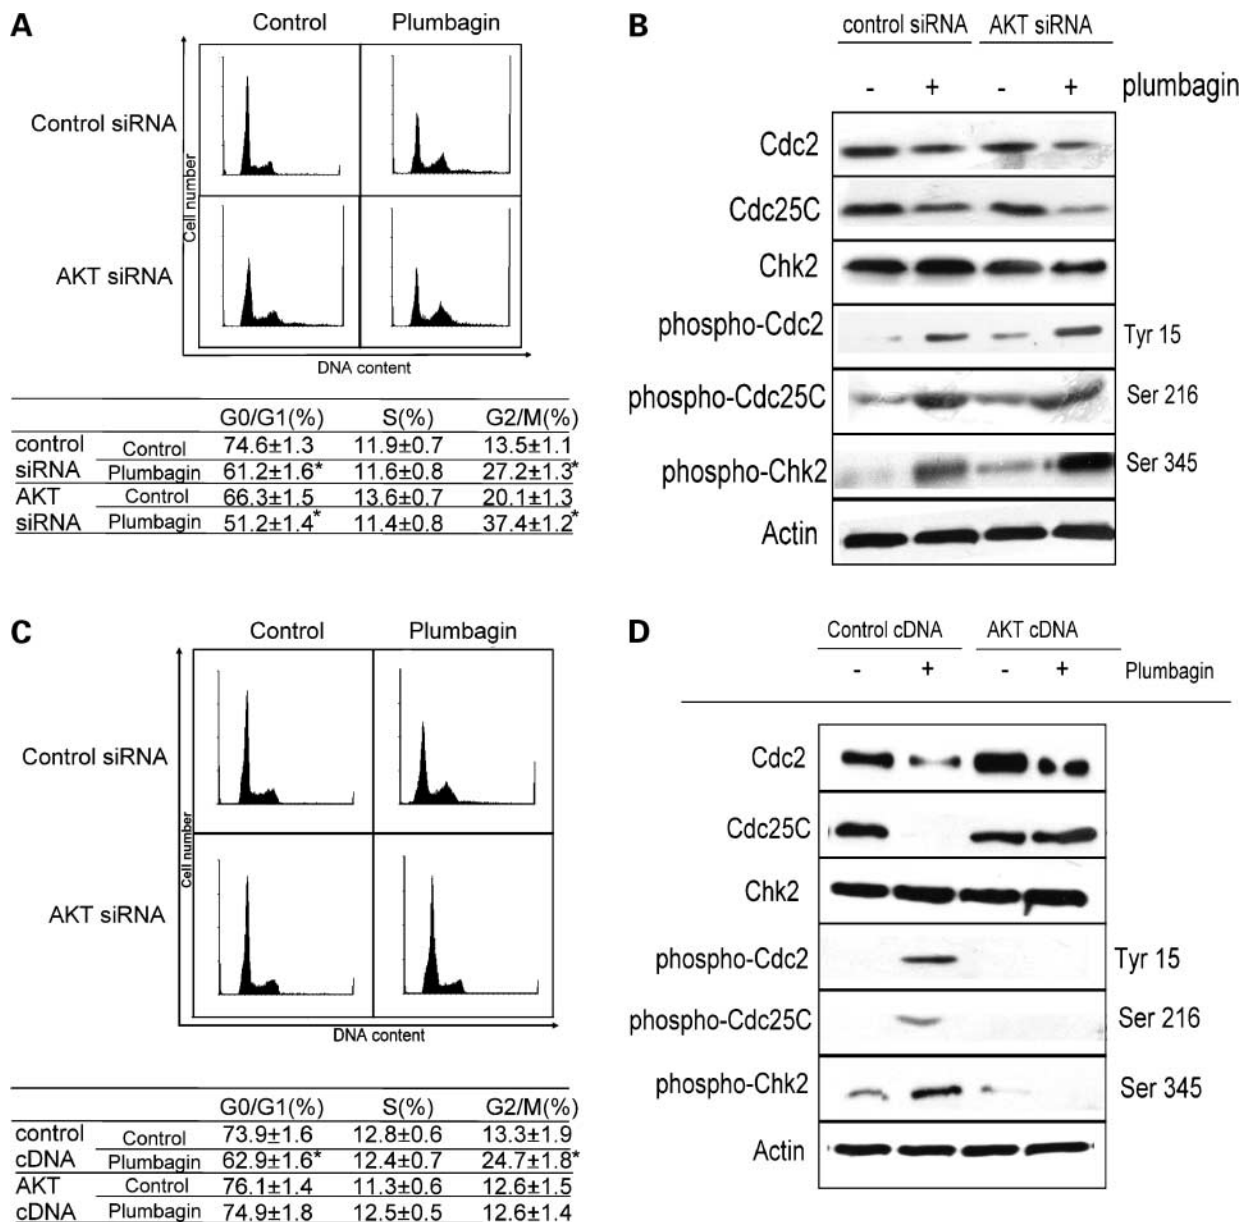 A
Control Plumbagin
Control siRNA
AKT siRNA
Cell number
DNA content
G0/G1(%) S(%) G2/M(%)
control Control 74.6±1.3 11.9±0.7 13.5±1.1
siRNA Plumbagin 61.2±1.6* 11.6±0.8 27.2±1.3*
AKT Control 66.3±1.5 13.6±0.7 20.1±1.3
siRNA Plumbagin 51.2±1.4* 11.4±0.8 37.4±1.2*
B
control siRNA AKT siRNA
- + - + plumbagin
Cdc2
Cdc25C
Chk2
phospho-Cdc2 Tyr 15
phospho-Cdc25C Ser 216
phospho-Chk2 Ser 345
Actin
C
Control Plumbagin
Control siRNA
AKT siRNA
Cell number
DNA content
G0/G1(%) S(%) G2/M(%)
control Control 73.9±1.6 12.8±0.6 13.3±1.9
cDNA Plumbagin 62.9±1.6* 12.4±0.7 24.7±1.8*
AKT Control 76.1±1.4 11.3±0.6 12.6±1.5
cDNA Plumbagin 74.9±1.8 12.5±0.5 12.6±1.4
D
Control cDNA AKT cDNA
- + - + Plumbagin
Cdc2
Cdc25C
Chk2
phospho-Cdc2 Tyr 15
phospho-Cdc25C Ser 216
phospho-Chk2 Ser 345
Actin